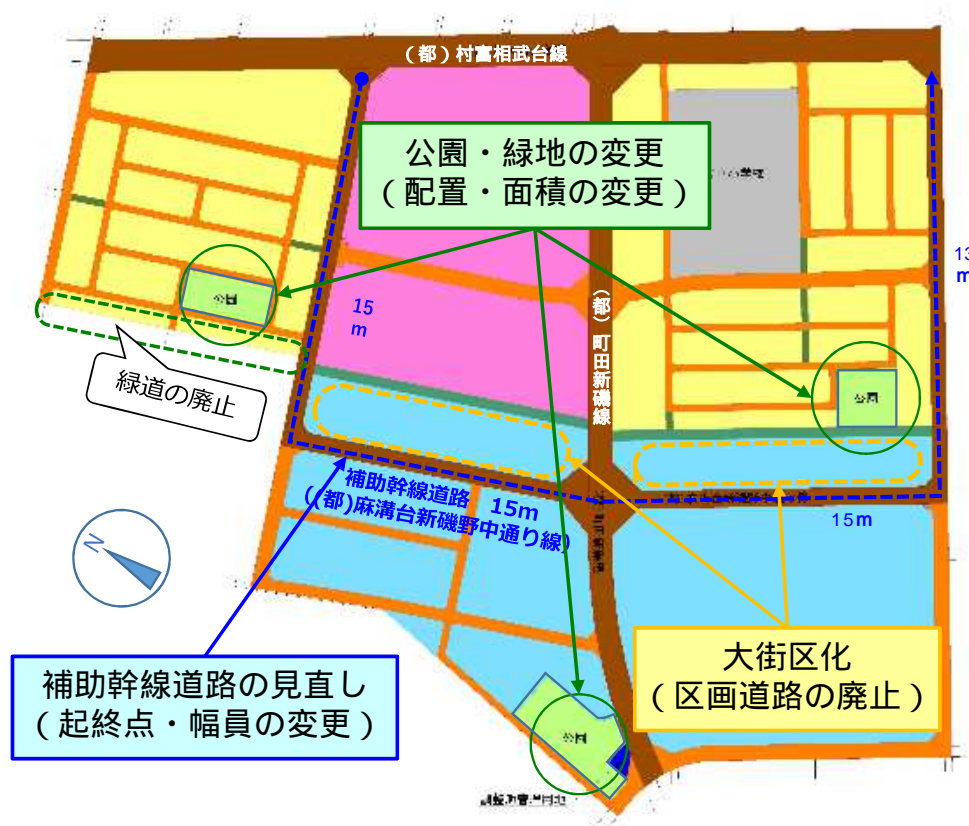 (都)村富相武台線
公園・緑地の変更
(配置・面積の変更)
13
m
公園
15
m
(都)町田新磯線
緑道の廃止
公園
補助幹線道路
((都)麻溝台新磯野中通り線)
15m
15m
N
大街区化
(区画道路の廃止)
補助幹線道路の見直し
(起終点・幅員の変更)
公園